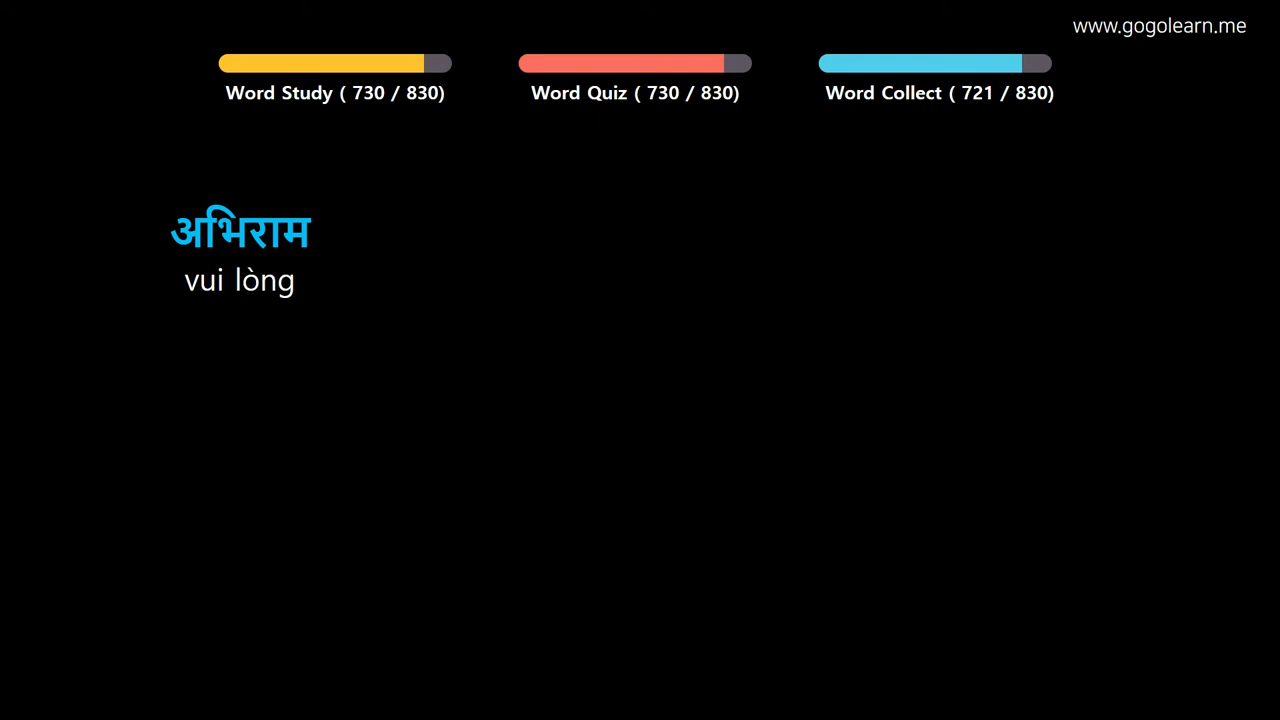 www.gogolearn.me
Word Study ( 730 / 830)
Word Quiz ( 730 / 830)
Word Collect ( 721 / 830)
अभिराम
vui lòng